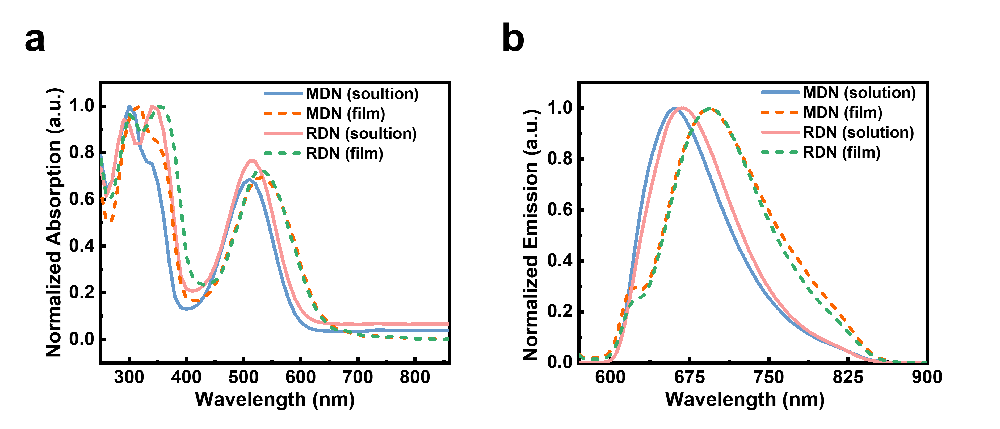 a
b
Normalized Absorption (a.u.)
1.0
0.8
0.6
0.4
0.2
0.0
MDN (soultion)
MDN (film)
RDN (soultion)
RDN (film)
300 400 500 600 700 800
Wavelength (nm)
Normalized Emission (a.u.)
1.0
0.8
0.6
0.4
0.2
0.0
MDN (solution)
MDN (film)
RDN (solution)
RDN (film)
600 675 750 825 900
Wavelength (nm)